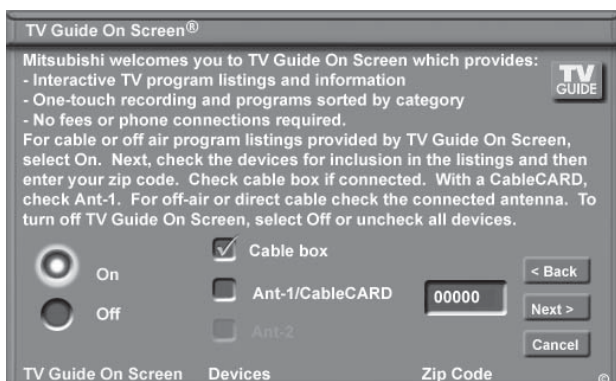 TV Guide On Screen®
Mitsubishi welcomes you to TV Guide On Screen which provides:
- Interactive TV program listings and information
- One-touch recording and programs sorted by category
- No fees or phone connections required.
For cable or off air program listings provided by TV Guide On Screen,
select On. Next, check the devices for inclusion in the listings and then
enter your zip code. Check cable box if connected. With a CableCARD,
check Ant-1. For off-air or direct cable check the connected antenna. To
turn off TV Guide On Screen, select Off or uncheck all devices.
TV
GUIDE
On
Off
Cable box
Ant-1/CableCARD
Ant-2
00000
< Back
Next >
Cancel
TV Guide On Screen
Devices
Zip Code
©